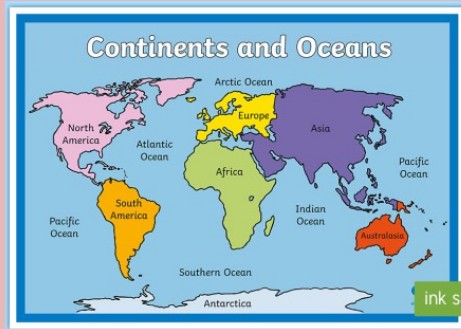 Continents and Oceans
Arctic Ocean
North
America
Europe
Asia
Atlantic
Ocean
Pacific
Ocean
Africa
South
America
Indian
Ocean
Pacific
Ocean
Australasia
Southern Ocean
Antarctica
ink s